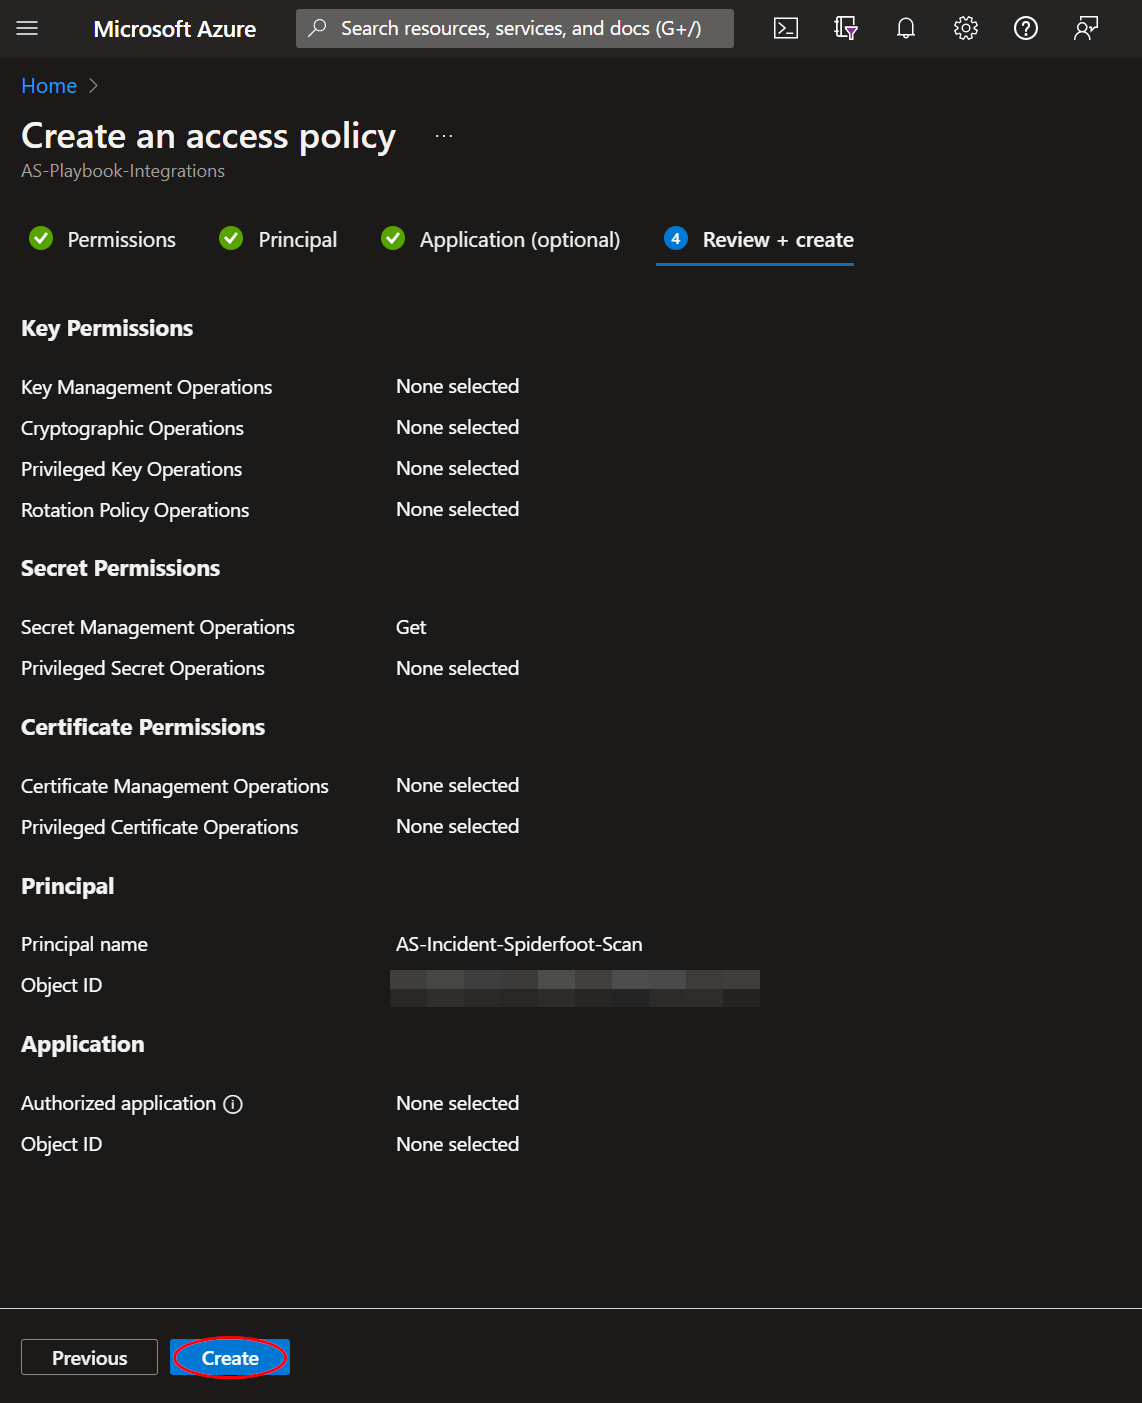 Microsoft Azure
Search resources, services, and docs (G+/)
Home
Create an access policy ...
AS-Playbook-Integrations
Permissions Principal Application (optional) 4 Review + create
Key Permissions
Key Management Operations None selected
Cryptographic Operations None selected
Privileged Key Operations None selected
Rotation Policy Operations None selected
Secret Permissions
Secret Management Operations Get
Privileged Secret Operations None selected
Certificate Permissions
Certificate Management Operations None selected
Privileged Certificate Operations None selected
Principal
Principal name AS-Incident-Spiderfoot-Scan
Object ID
Application
Authorized application None selected
Object ID None selected
Previous Create